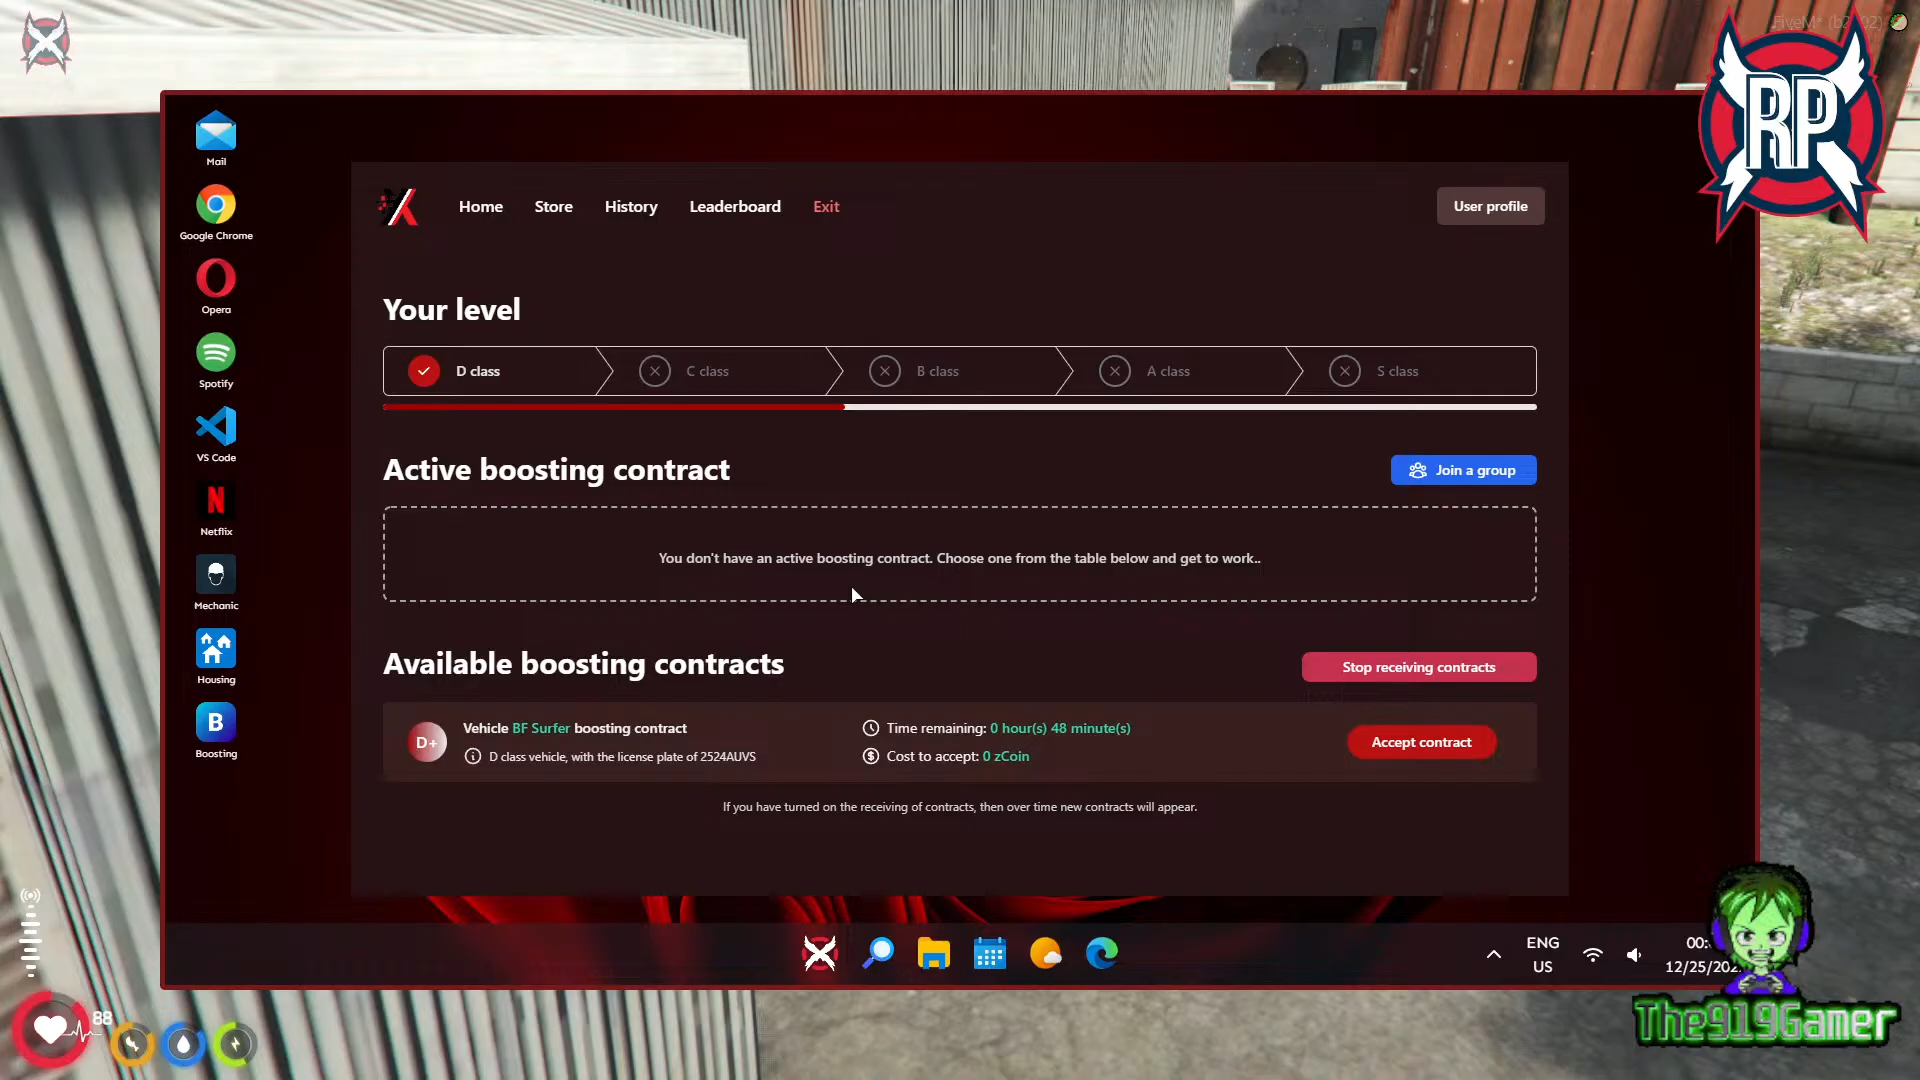 FiveM*
RP
Mail
Google Chrome
Opera
Spotify
VS Code
Netflix
Mechanic
Housing
B
Boosting
Home Store History Leaderboard Exit
User profile
Your level
D class C class B class A class S class
Active boosting contract
Join a group
You don't have an active boosting contract. Choose one from the table below and get to work..
Available boosting contracts
Stop receiving contracts
D+
Vehicle BF Surfer boosting contract
D class vehicle, with the license plate of 2524AUVS
Time remaining: 0 hour(s) 48 minute(s)
Cost to accept: 0 zCoin
Accept contract
If you have turned on the receiving of contracts, then over time new contracts will appear.
ENG
US
00:
12/25/202
88
The919Gamer